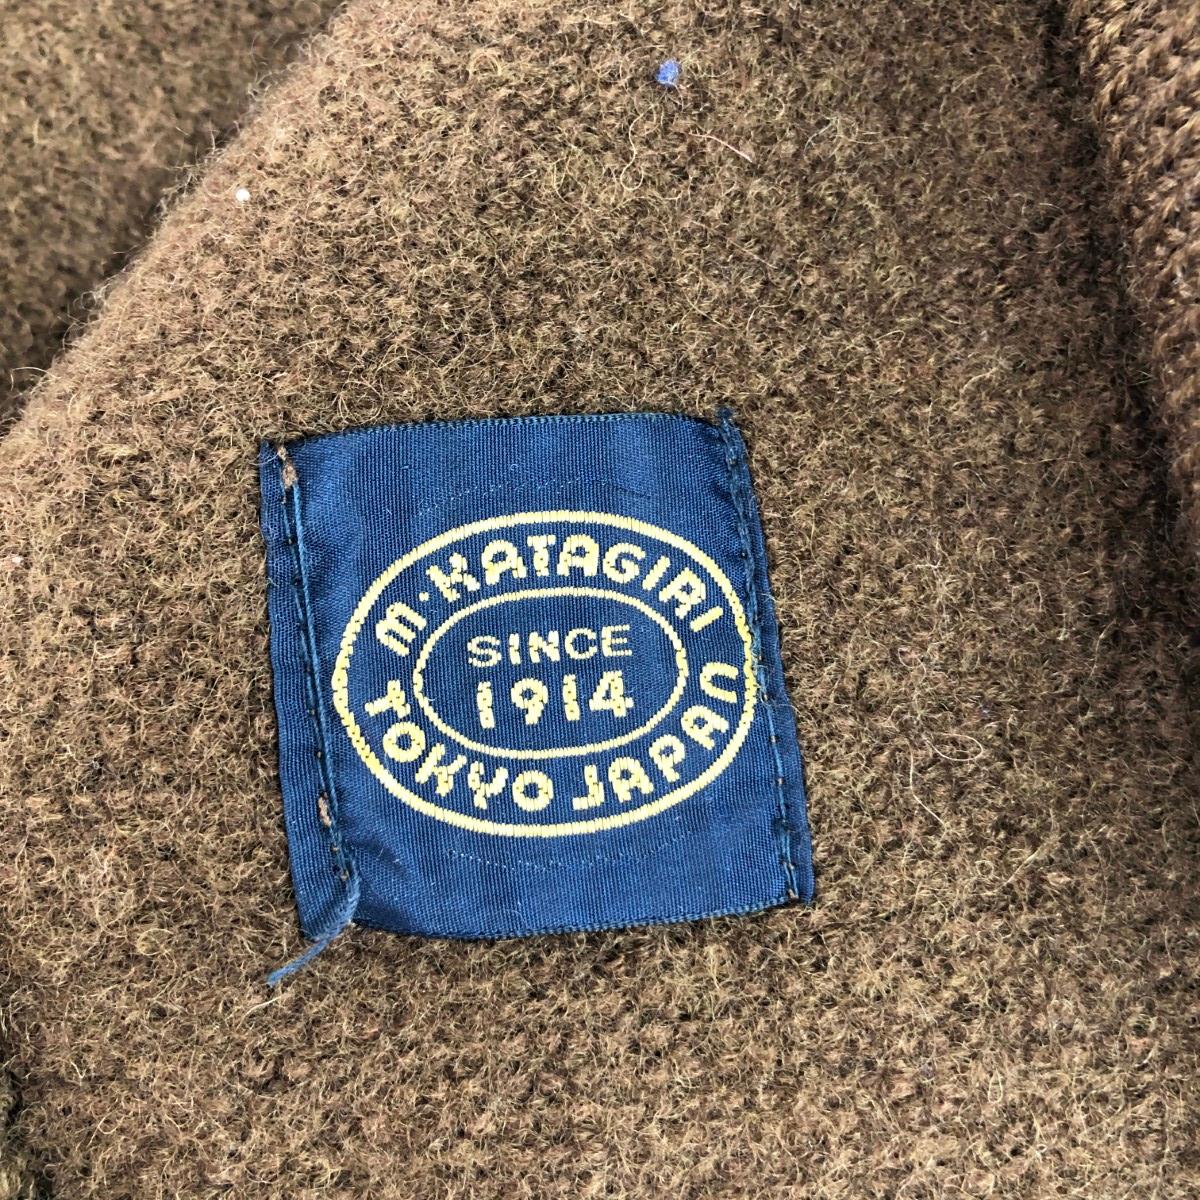 M·KATAGIRI
SINCE
1914
TOKYO JAPAN